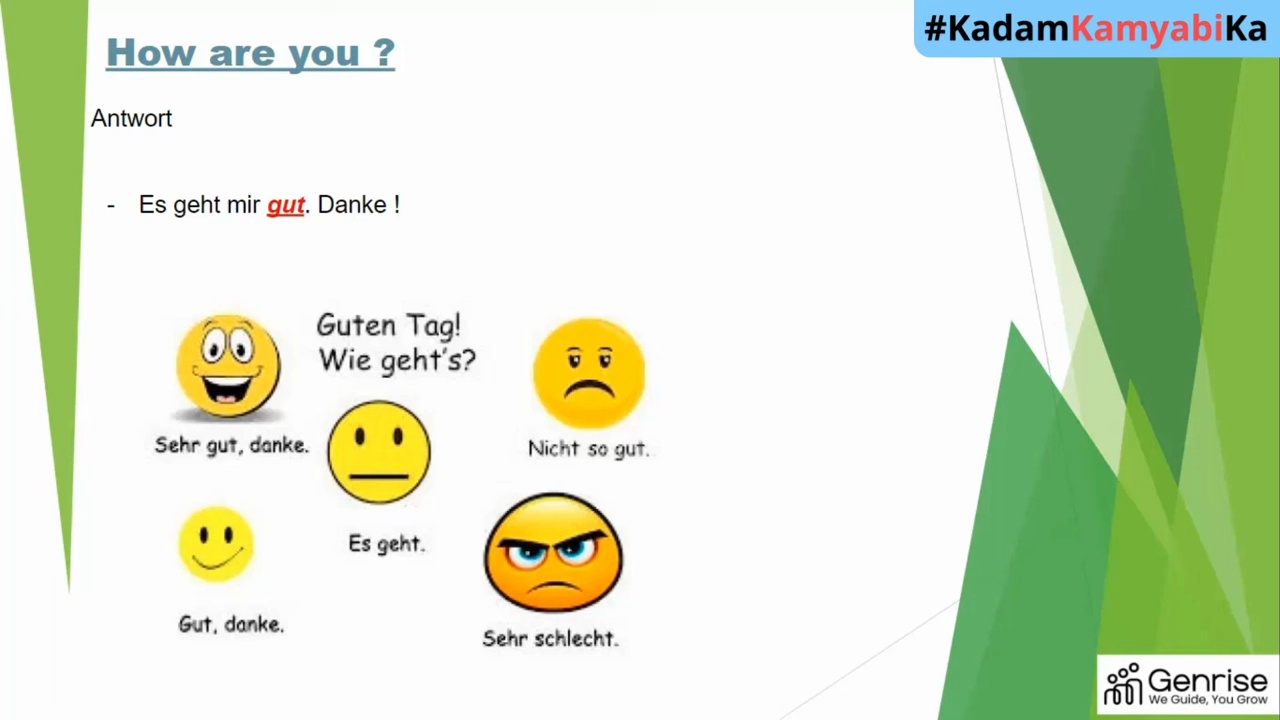 #KadamKamyabiKa
How are you ?
Antwort
- Es geht mir gut. Danke !
Guten Tag!
Wie geht's?
Sehr gut, danke.
Nicht so gut.
Es geht.
Gut, danke.
Sehr schlecht.
Genrise
We Guide, You Grow